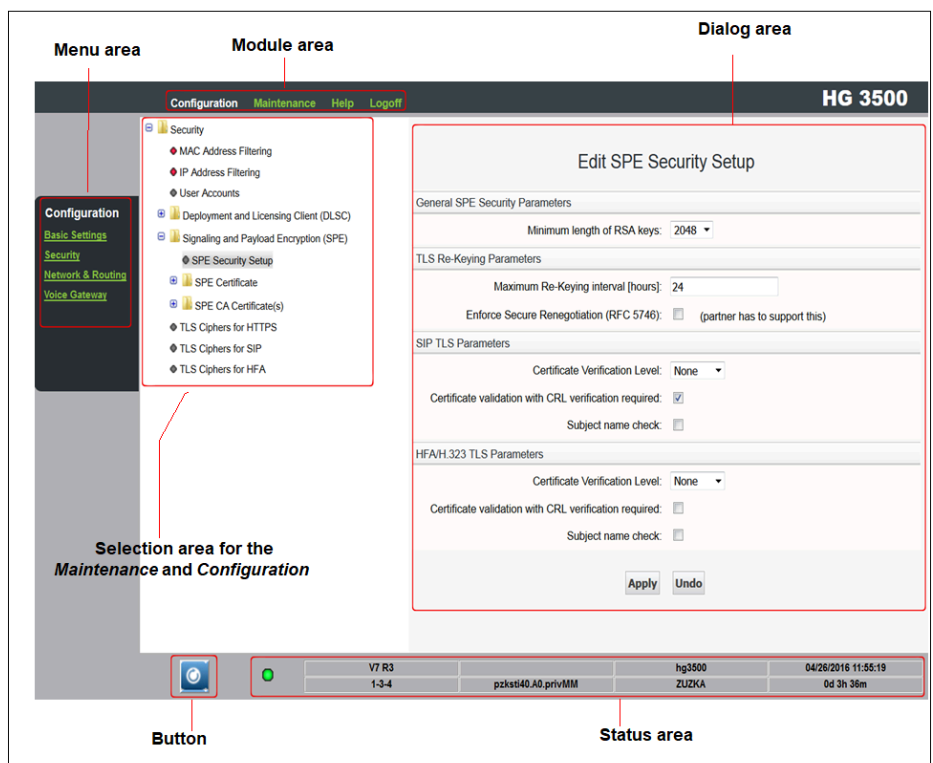 Dialog area
Module area
Menu area
HG 3500
Configuration Maintenance Help Logoff
Security
MAC Address Filtering
IP Address Filtering
User Accounts
Deployment and Licensing Client (DLSC)
Signaling and Payload Encryption (SPE)
SPE Security Setup
SPE Certificate
SPE CA Certificate(s)
TLS Ciphers for HTTPS
TLS Ciphers for SIP
TLS Ciphers for HFA
Configuration
Basic Settings
Security
Network & Routing
Voice Gateway
Edit SPE Security Setup
General SPE Security Parameters
Minimum length of RSA keys: 2048
TLS Re-Keying Parameters
Maximum Re-Keying interval [hours]: 24
Enforce Secure Renegotiation (RFC 5746): (partner has to support this)
SIP TLS Parameters
Certificate Verification Level: None
Certificate validation with CRL verification required:
Subject name check:
HFA/H.323 TLS Parameters
Certificate Verification Level: None
Certificate validation with CRL verification required:
Subject name check:
Apply Undo
Selection area for the
Maintenance and Configuration
V7 R3 hg3500 04/26/2016 11:55:19
1-3-4 pzksti40.A0.privMM ZUZKA 0d 3h 36m
Button
Status area